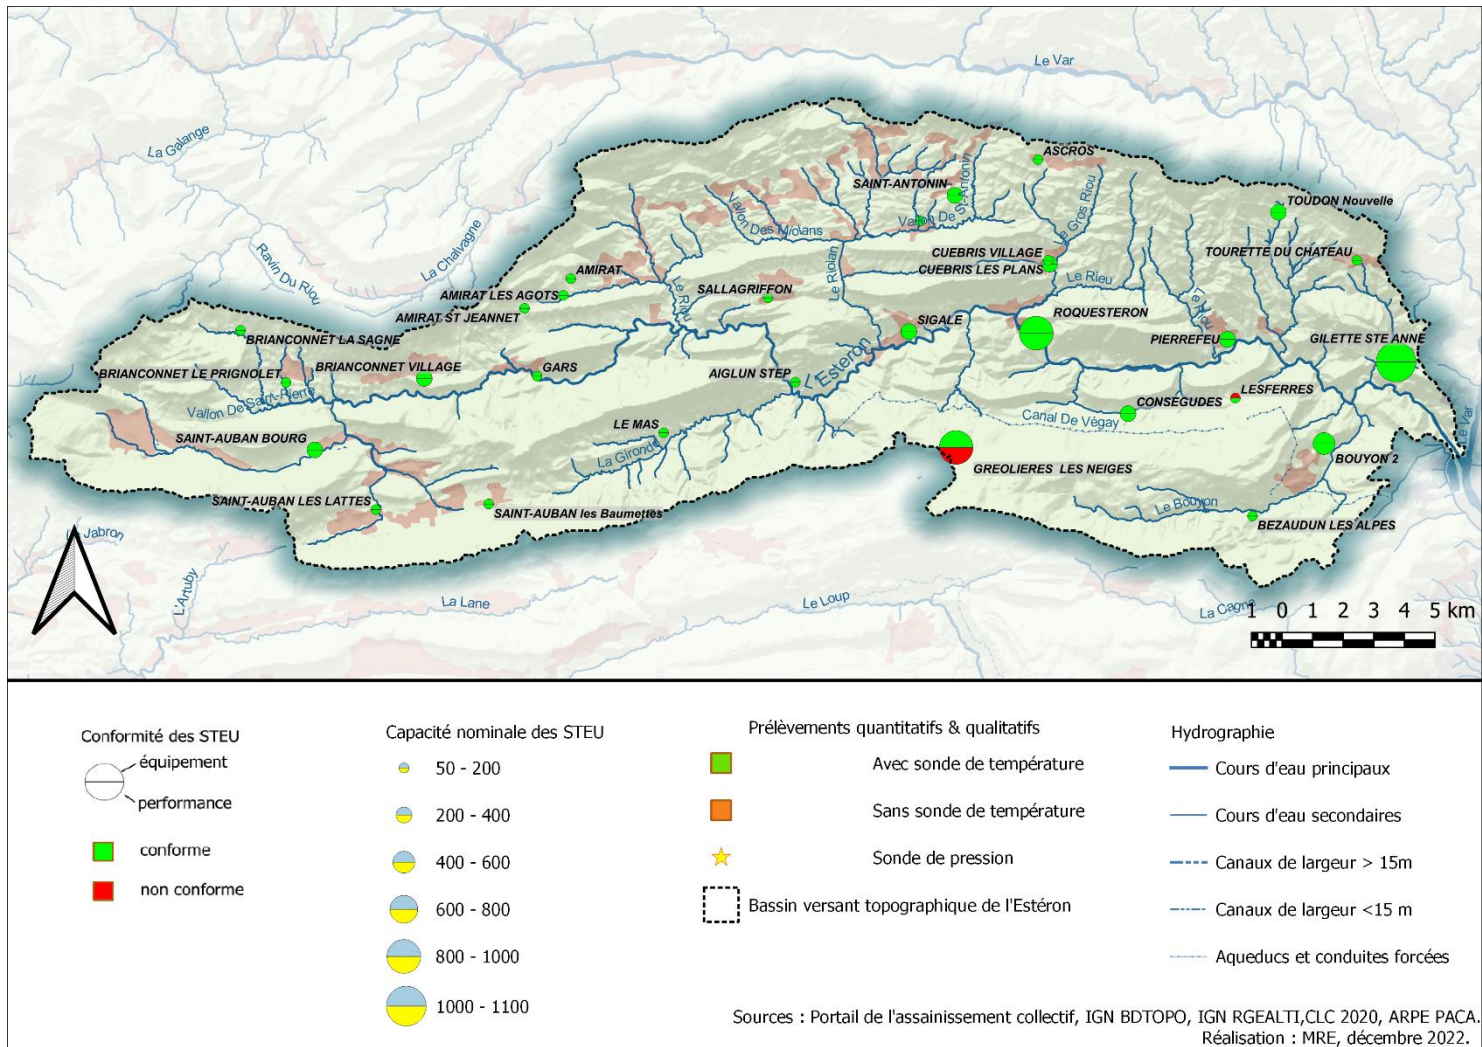 Le Var
La Galange
ASCROS
SAINT-ANTONIN
Vallon De St-Antonin
Le Gros Riou
TOUDON Nouvelle
Vallon Des Miolans
La Chalvagne
Ravin Du Riou
CUEBRIS VILLAGE
CUEBRIS LES PLANS
TOURETTE DU CHATEAU
AMIRAT
AMIRAT LES AGOTS
AMIRAT ST JEANNET
Le Riou
SALLAGRIFFON
Le Riolan
Le Rieu
Le Riou
BRIANCONNET LA SAGNE
SIGALE
ROQUESTERON
PIERREFEU
GILETTE STE ANNE
BRIANCONNET LE PRIGNOLET
BRIANCONNET VILLAGE
GARS
AIGLUN STEP
L'Estéron
LESFERRES
CONSEGUDES
Vallon De Saint-Pierre
Canal De Végay
Le Var
SAINT-AUBAN BOURG
LE MAS
La Gironde
GREOLIERES LES NEIGES
BOUYON 2
SAINT-AUBAN LES LATTES
SAINT-AUBAN les Baumettes
Le Bouyon
BEZAUDUN LES ALPES
Le Jabron
L'Artuby
La Lane
Le Loup
La Cagne
1 0 1 2 3 4 5 km
Conformité des STEU
équipement
performance
conforme
non conforme
Capacité nominale des STEU
50 - 200
200 - 400
400 - 600
600 - 800
800 - 1000
1000 - 1100
Prélèvements quantitatifs & qualitatifs
Avec sonde de température
Sans sonde de température
Sonde de pression
Bassin versant topographique de l'Estéron
Hydrographie
Cours d'eau principaux
Cours d'eau secondaires
Canaux de largeur > 15m
Canaux de largeur <15 m
Aqueducs et conduites forcées
Sources : Portail de l'assainissement collectif, IGN BDTOPO, IGN RGEALTI,CLC 2020, ARPE PACA.
Réalisation : MRE, décembre 2022.